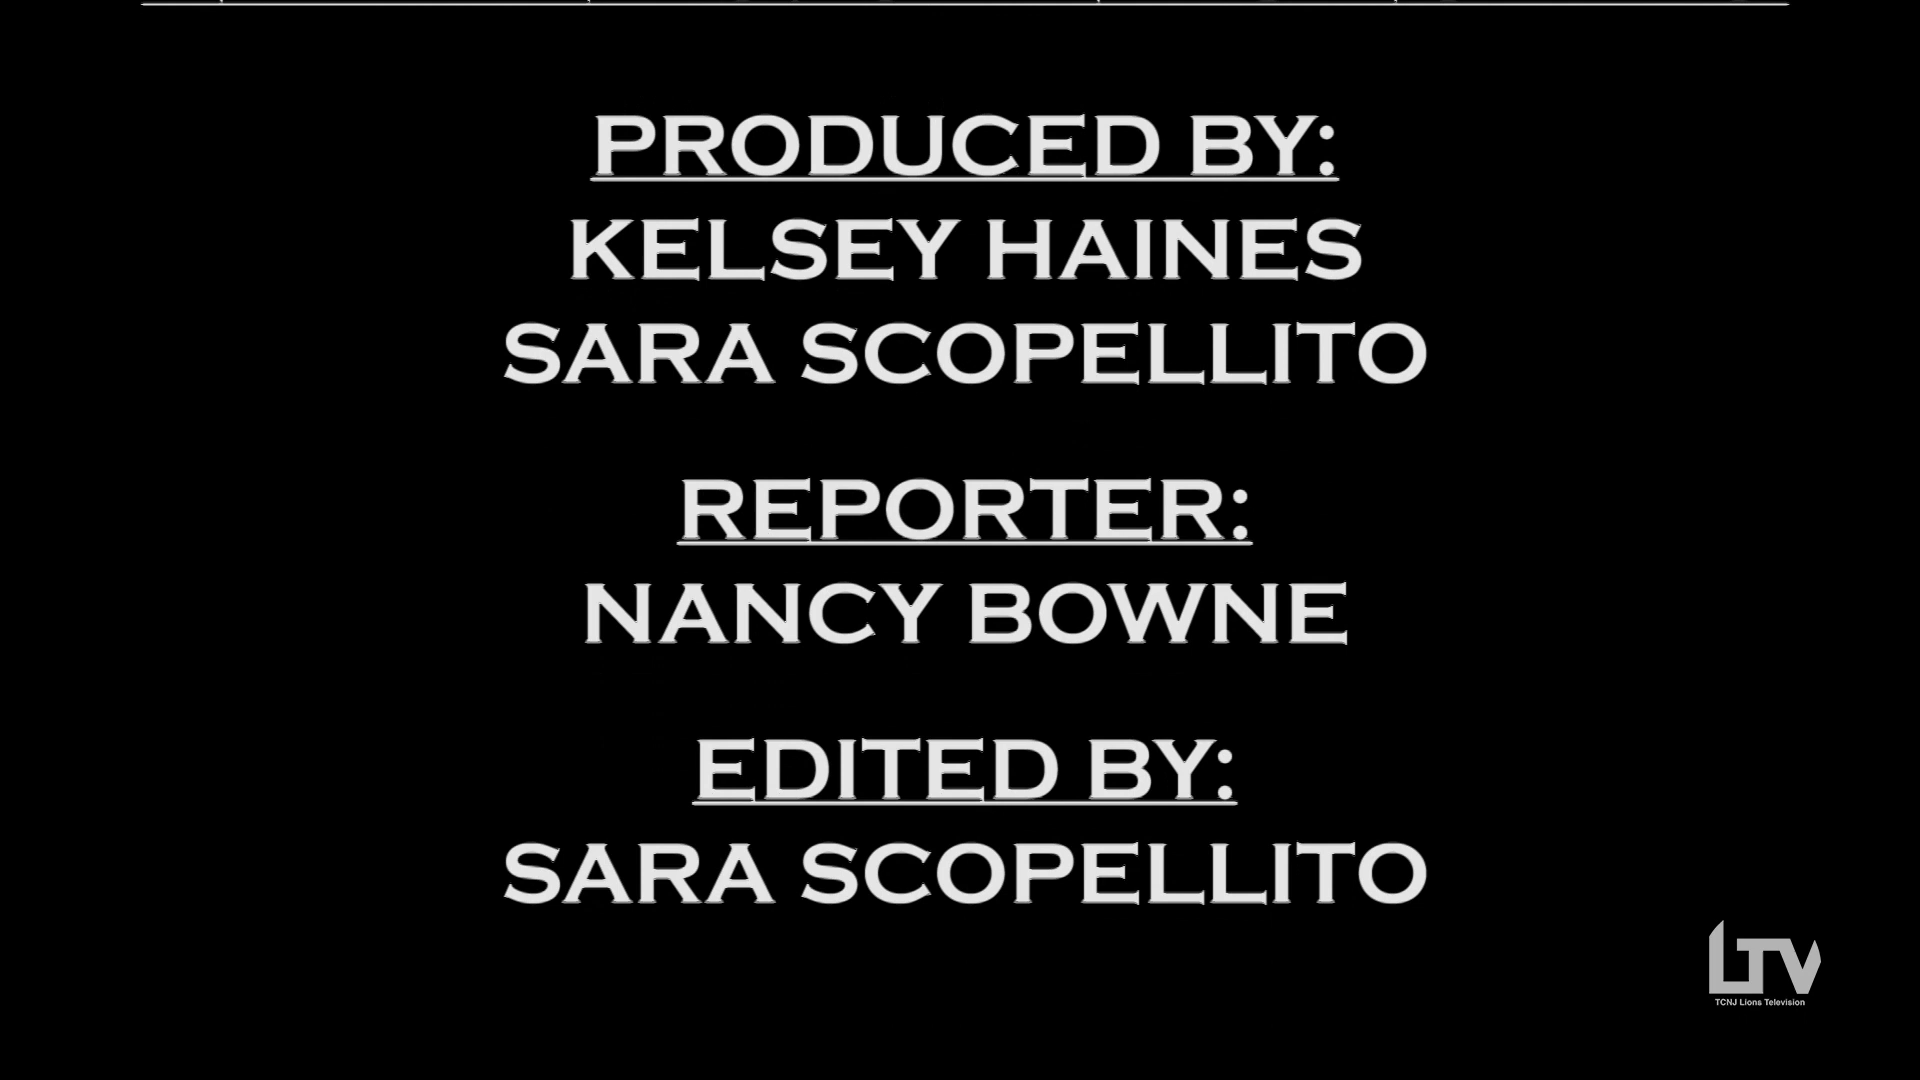 PRODUCED BY:
KELSEY HAINES
SARA SCOPELLITO
REPORTER:
NANCY BOWNE
EDITED BY:
SARA SCOPELLITO
LTV
TCNJ Lions Television